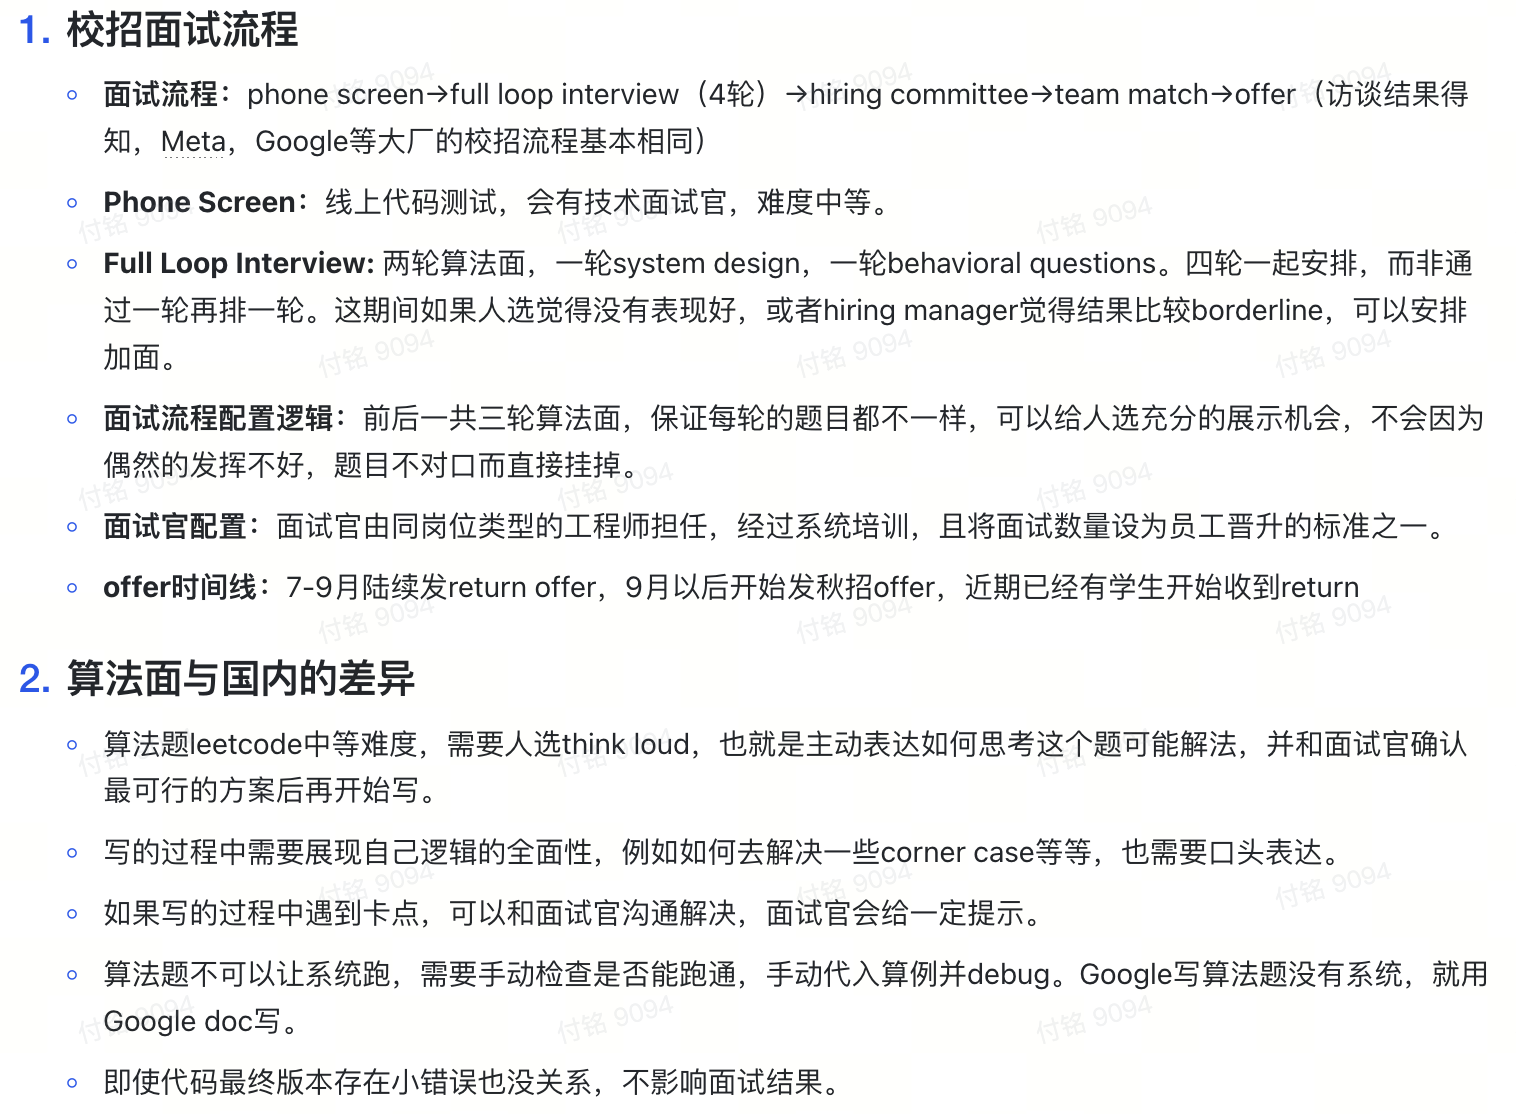 1. 校招面试流程
面试流程：phone screen→full loop interview（4轮）→hiring committee→team match→offer（访谈结果得
知，Meta，Google等大厂的校招流程基本相同）
Phone Screen：线上代码测试，会有技术面试官，难度中等。
Full Loop Interview: 两轮算法面，一轮system design，一轮behavioral questions。四轮一起安排，而非通
过一轮再排一轮。这期间如果人选觉得没有表现好，或者hiring manager觉得结果比较borderline，可以安排
加面。
面试流程配置逻辑：前后一共三轮算法面，保证每轮的题目都不一样，可以给人选充分的展示机会，不会因为
偶然的发挥不好，题目不对口而直接挂掉。
面试官配置：面试官由同岗位类型的工程师担任，经过系统培训，且将面试数量设为员工晋升的标准之一。
offer时间线：7-9月陆续发return offer，9月以后开始发秋招offer，近期已经有学生开始收到return
2. 算法面与国内的差异
算法题leetcode中等难度，需要人选think loud，也就是主动表达如何思考这个题可能解法，并和面试官确认
最可行的方案后再开始写。
写的过程中需要展现自己逻辑的全面性，例如如何去解决一些corner case等等，也需要口头表达。
如果写的过程中遇到卡点，可以和面试官沟通解决，面试官会给一定提示。
算法题不可以让系统跑，需要手动检查是否能跑通，手动代入算例并debug。Google写算法题没有系统，就用
Google doc写。
即使代码最终版本存在小错误也没关系，不影响面试结果。
付铭 9094